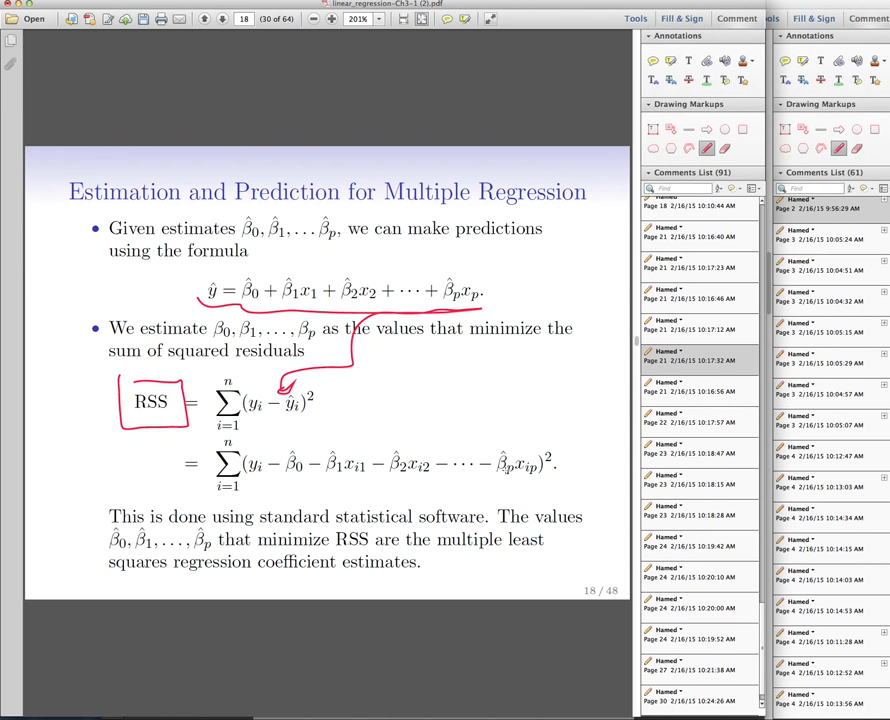 linear_regression-Ch3-1 (2).pdf
Open
18
(30 of 64)
201%
Tools
Fill & Sign
Comment
ols
Fill & Sign
Comment
Estimation and Prediction for Multiple Regression
• Given estimates β̂₀, β̂₁, … β̂ₚ, we can make predictions
using the formula
ŷ = β̂₀ + β̂₁x₁ + β̂₂x₂ + ⋯ + β̂ₚxₚ.
• We estimate β₀, β₁, …, βₚ as the values that minimize the
sum of squared residuals
RSS = ∑ᵢ₌₁ⁿ (yᵢ − ŷᵢ)²
= ∑ᵢ₌₁ⁿ (yᵢ − β̂₀ − β̂₁xᵢ₁ − β̂₂xᵢ₂ − ⋯ − β̂ₚxᵢₚ)².
This is done using standard statistical software. The values
β̂₀, β̂₁, …, β̂ₚ that minimize RSS are the multiple least
squares regression coefficient estimates.
18 / 48
Annotations
Drawing Markups
Comments List (91)
Find
Hamed
Page 18 2/16/15 10:10:44 AM
Hamed
Page 21 2/16/15 10:16:40 AM
Hamed
Page 21 2/16/15 10:17:23 AM
Hamed
Page 21 2/16/15 10:16:46 AM
Hamed
Page 21 2/16/15 10:17:12 AM
Hamed
Page 21 2/16/15 10:17:32 AM
Hamed
Page 21 2/16/15 10:16:56 AM
Hamed
Page 22 2/16/15 10:17:57 AM
Hamed
Page 23 2/16/15 10:18:47 AM
Hamed
Page 23 2/16/15 10:18:15 AM
Hamed
Page 23 2/16/15 10:18:28 AM
Hamed
Page 24 2/16/15 10:19:42 AM
Hamed
Page 24 2/16/15 10:20:10 AM
Hamed
Page 24 2/16/15 10:20:00 AM
Hamed
Page 24 2/16/15 10:19:52 AM
Hamed
Page 27 2/16/15 10:21:38 AM
Hamed
Page 30 2/16/15 10:24:26 AM
Annotations
Drawing Markups
Comments List (61)
Find
Hamed
Page 2 2/16/15 9:56:29 AM
Hamed
Page 3 2/16/15 10:05:24 AM
Hamed
Page 3 2/16/15 10:04:51 AM
Hamed
Page 3 2/16/15 10:04:32 AM
Hamed
Page 3 2/16/15 10:05:15 AM
Hamed
Page 3 2/16/15 10:05:29 AM
Hamed
Page 3 2/16/15 10:04:57 AM
Hamed
Page 3 2/16/15 10:05:07 AM
Hamed
Page 4 2/16/15 10:12:47 AM
Hamed
Page 4 2/16/15 10:13:03 AM
Hamed
Page 4 2/16/15 10:14:34 AM
Hamed
Page 4 2/16/15 10:14:15 AM
Hamed
Page 4 2/16/15 10:14:03 AM
Hamed
Page 4 2/16/15 10:14:53 AM
Hamed
Page 4 2/16/15 10:11:28 AM
Hamed
Page 4 2/16/15 10:12:52 AM
Hamed
Page 4 2/16/15 10:13:56 AM